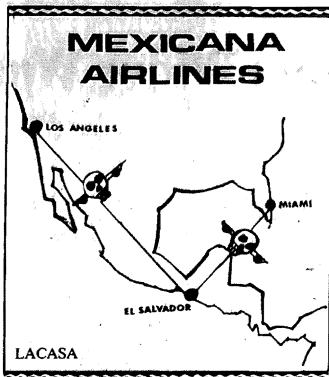 MEXICANA
AIRLINES
LOS ANGELES
MIAMI
EL SALVADOR
LACASA